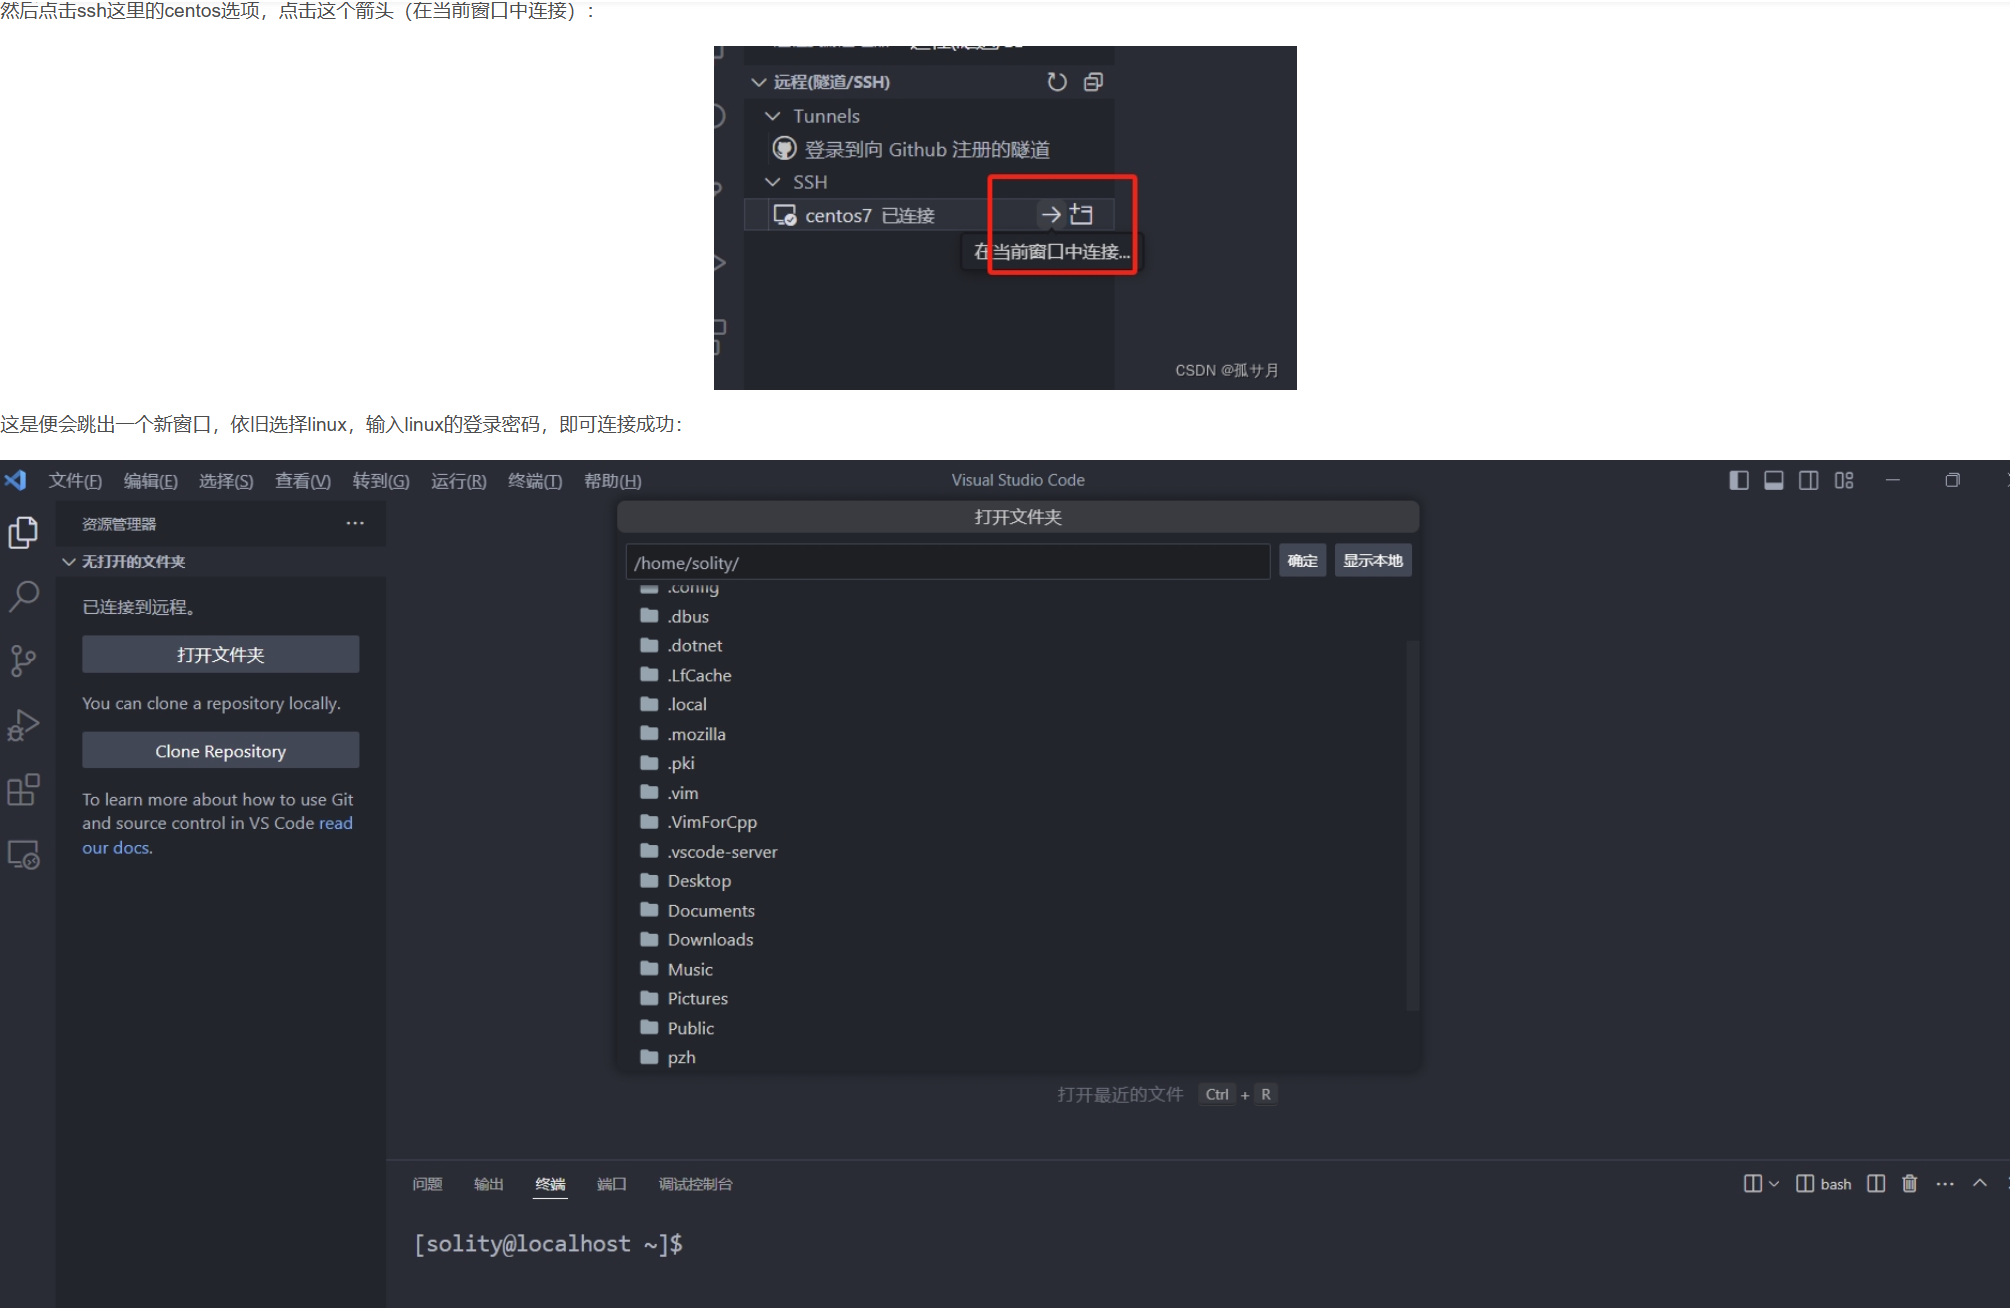 然后点击ssh这里的centos选项，点击这个箭头（在当前窗口中连接）：
远程(隧道/SSH)
Tunnels
登录到向 Github 注册的隧道
SSH
centos7 已连接
在当前窗口中连接...
CSDN @孤サ月
这是便会跳出一个新窗口，依旧选择linux，输入linux的登录密码，即可连接成功：
文件(F) 编辑(E) 选择(S) 查看(V) 转到(G) 运行(R) 终端(T) 帮助(H) Visual Studio Code
资源管理器 ···
打开文件夹
无打开的文件夹
/home/solity/ 确定 显示本地
已连接到远程。
打开文件夹
You can clone a repository locally.
Clone Repository
To learn more about how to use Git
and source control in VS Code read
our docs.
.config
.dbus
.dotnet
.LfCache
.local
.mozilla
.pki
.vim
.VimForCpp
.vscode-server
Desktop
Documents
Downloads
Music
Pictures
Public
pzh
打开最近的文件 Ctrl + R
问题 输出 终端 端口 调试控制台 bash ···
[solity@localhost ~]$